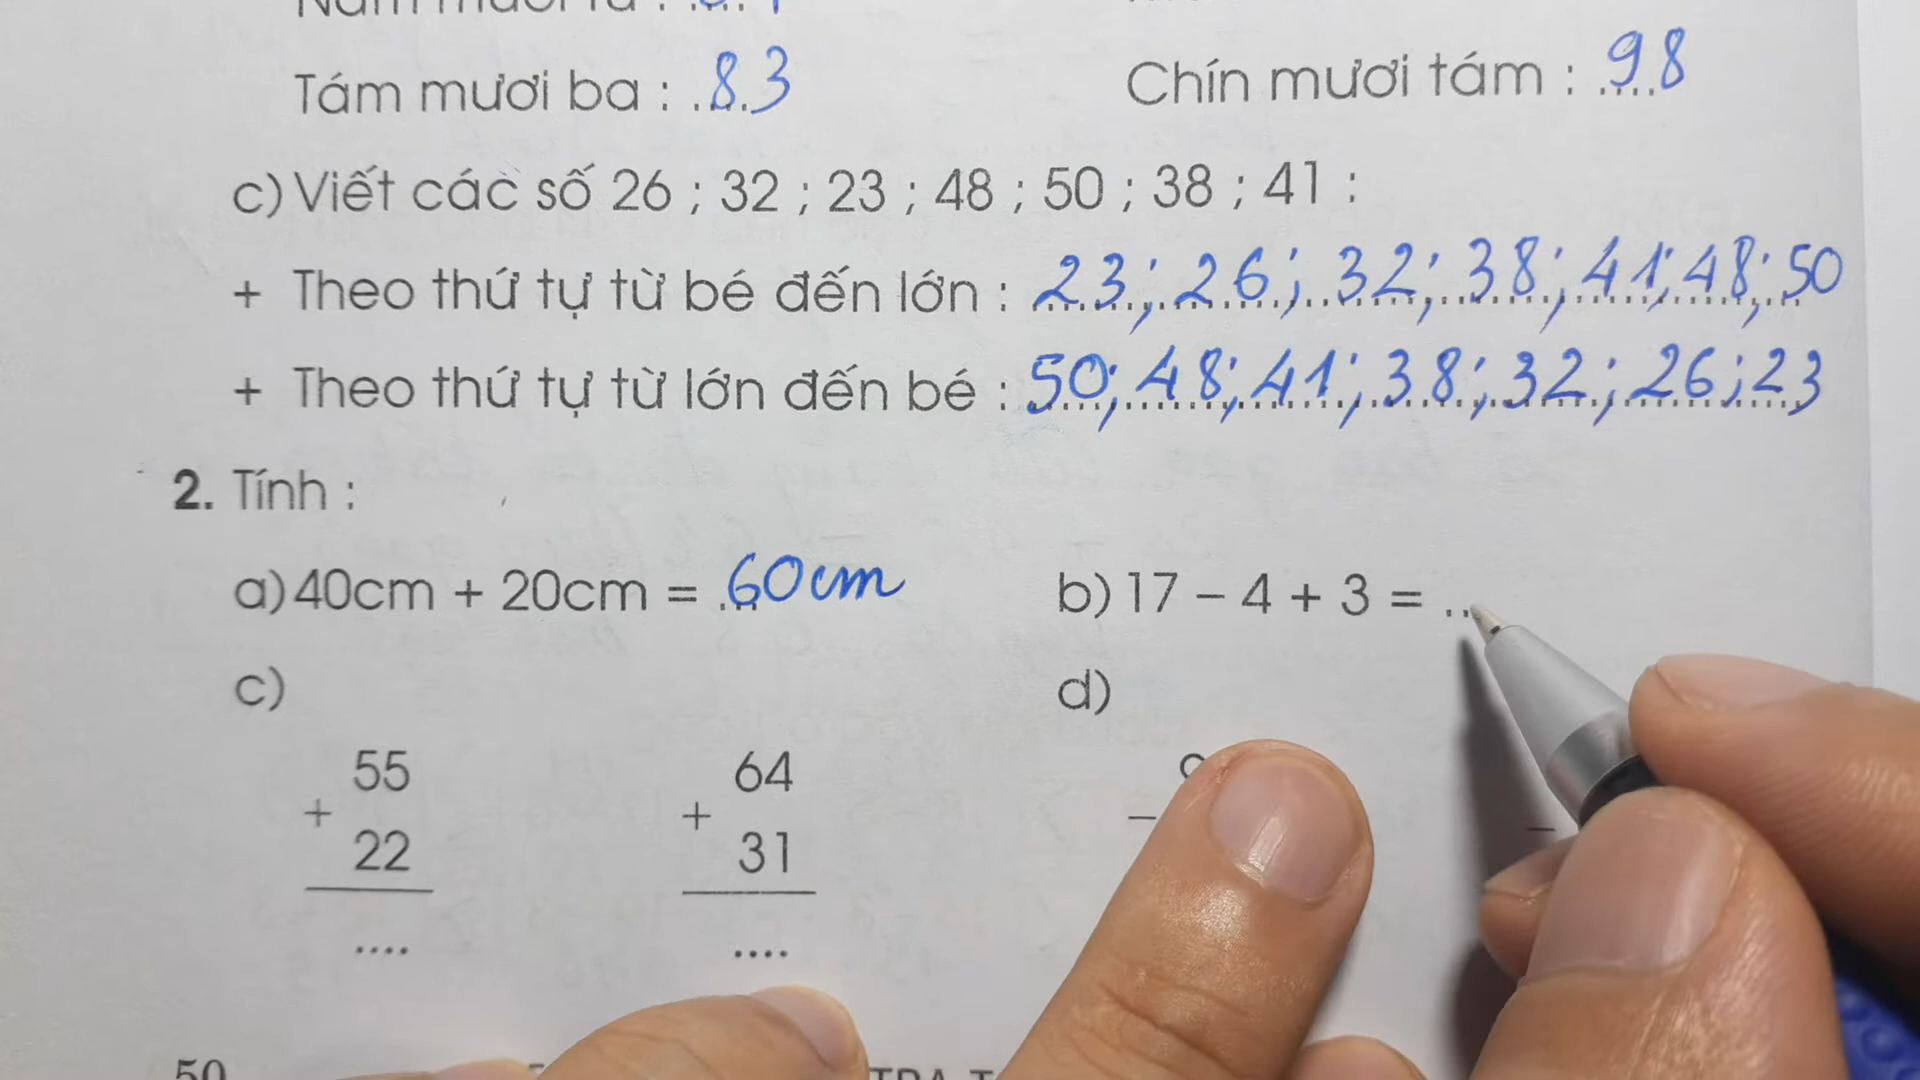 Tám mươi ba : ....83
Chín mươi tám : ....98
c) Viết các số 26 ; 32 ; 23 ; 48 ; 50 ; 38 ; 41 :
+ Theo thứ tự từ bé đến lớn : 23; 26; 32; 38; 41; 48; 50
+ Theo thứ tự từ lớn đến bé : 50; 48; 41; 38; 32; 26; 23
2. Tính :
a) 40cm + 20cm = ...60cm
b) 17 – 4 + 3 = ...
c)
d)
55
64
+
+
–
–
22
31
....
....
50